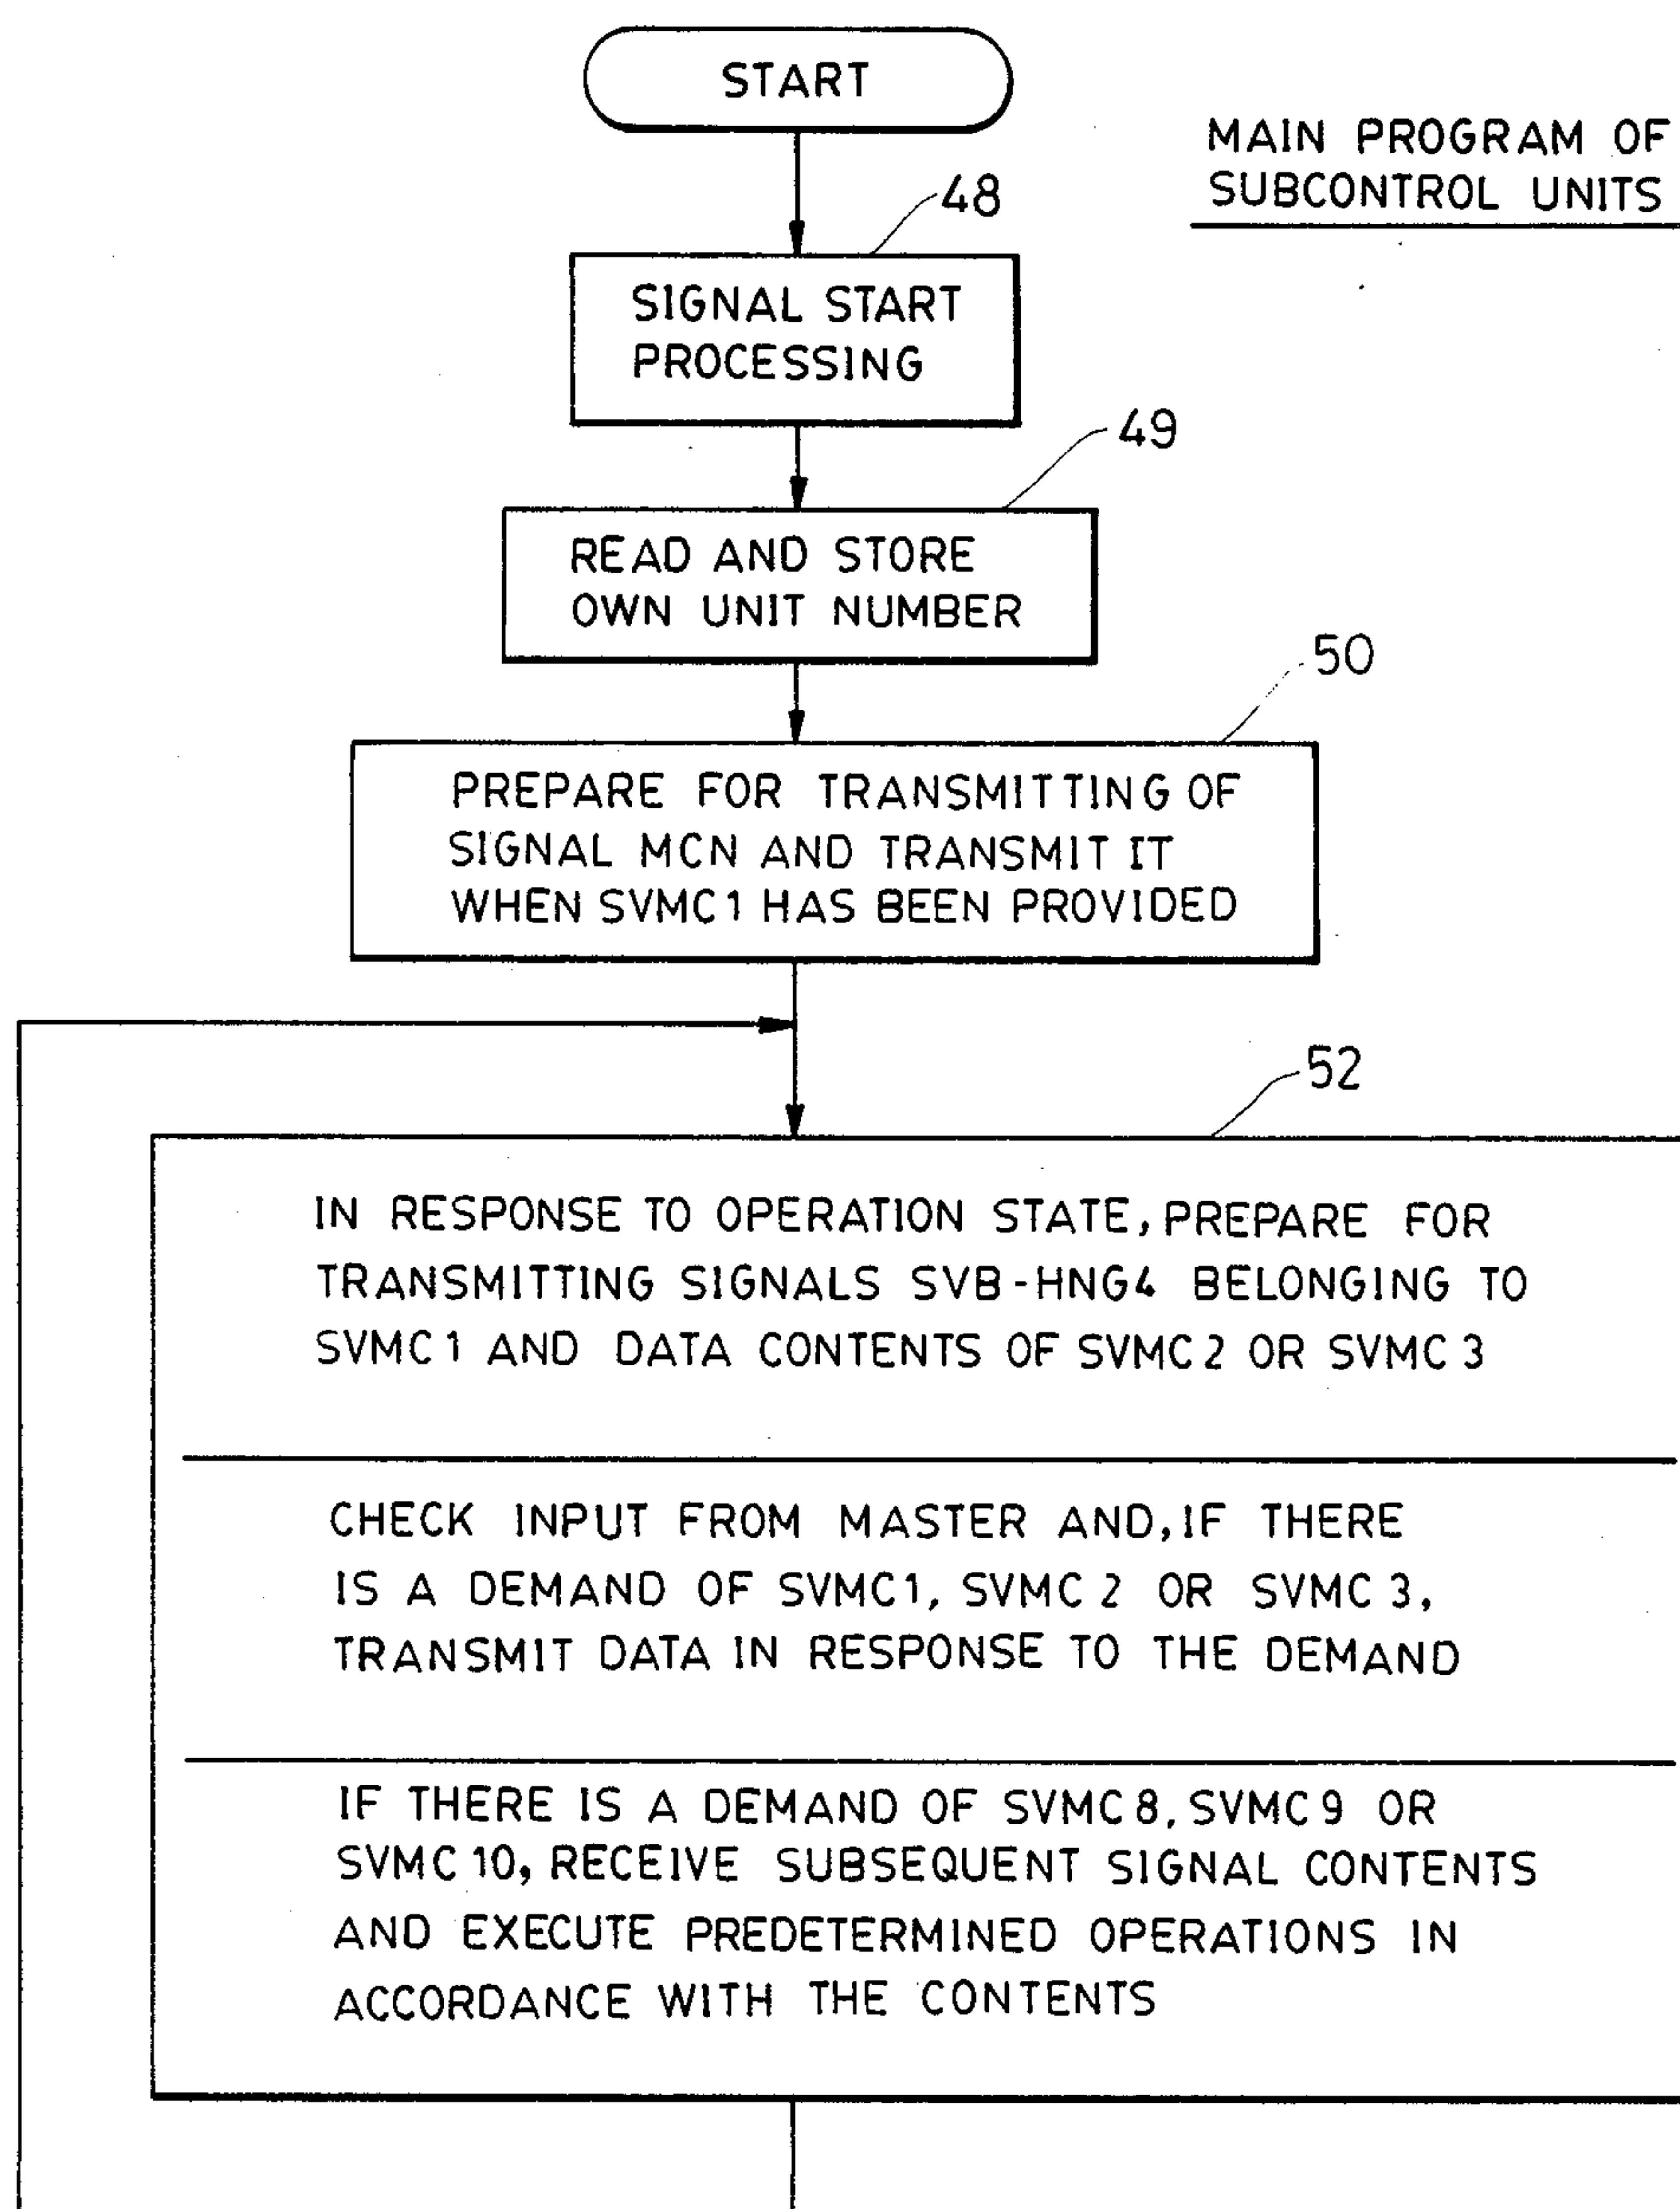 START
MAIN PROGRAM OF
SUBCONTROL UNITS
48
SIGNAL START
PROCESSING
49
READ AND STORE
OWN UNIT NUMBER
50
PREPARE FOR TRANSMITTING OF
SIGNAL MCN AND TRANSMIT IT
WHEN SVMC1 HAS BEEN PROVIDED
52
IN RESPONSE TO OPERATION STATE, PREPARE FOR
TRANSMITTING SIGNALS SVB-HNG4 BELONGING TO
SVMC1 AND DATA CONTENTS OF SVMC2 OR SVMC3
CHECK INPUT FROM MASTER AND, IF THERE
IS A DEMAND OF SVMC1, SVMC2 OR SVMC3,
TRANSMIT DATA IN RESPONSE TO THE DEMAND
IF THERE IS A DEMAND OF SVMC8, SVMC9 OR
SVMC10, RECEIVE SUBSEQUENT SIGNAL CONTENTS
AND EXECUTE PREDETERMINED OPERATIONS IN
ACCORDANCE WITH THE CONTENTS